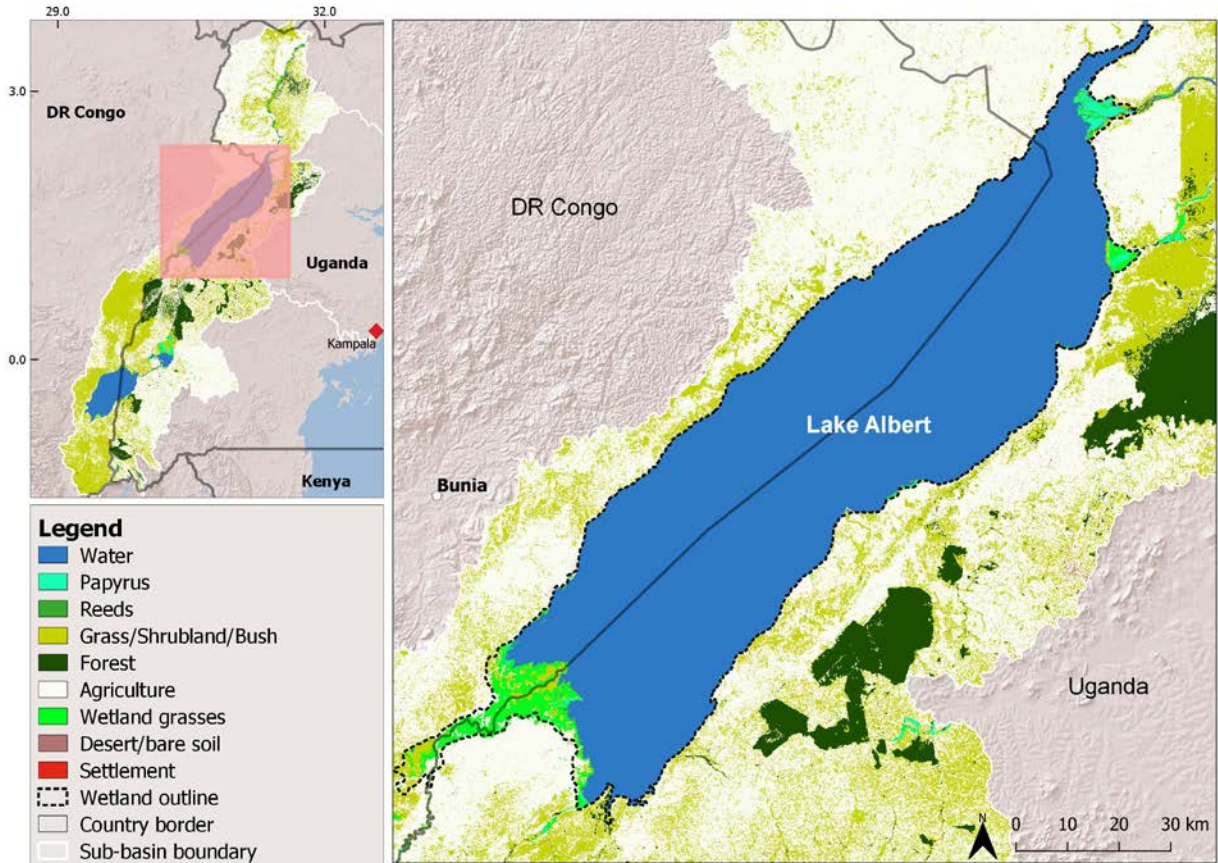 29.0
32.0
3.0
DR Congo
Uganda
Kampala
0.0
Kenya
Legend
Water
Papyrus
Reeds
Grass/Shrubland/Bush
Forest
Agriculture
Wetland grasses
Desert/bare soil
Settlement
Wetland outline
Country border
Sub-basin boundary
DR Congo
Lake Albert
Bunia
Uganda
N
0 10 20 30 km